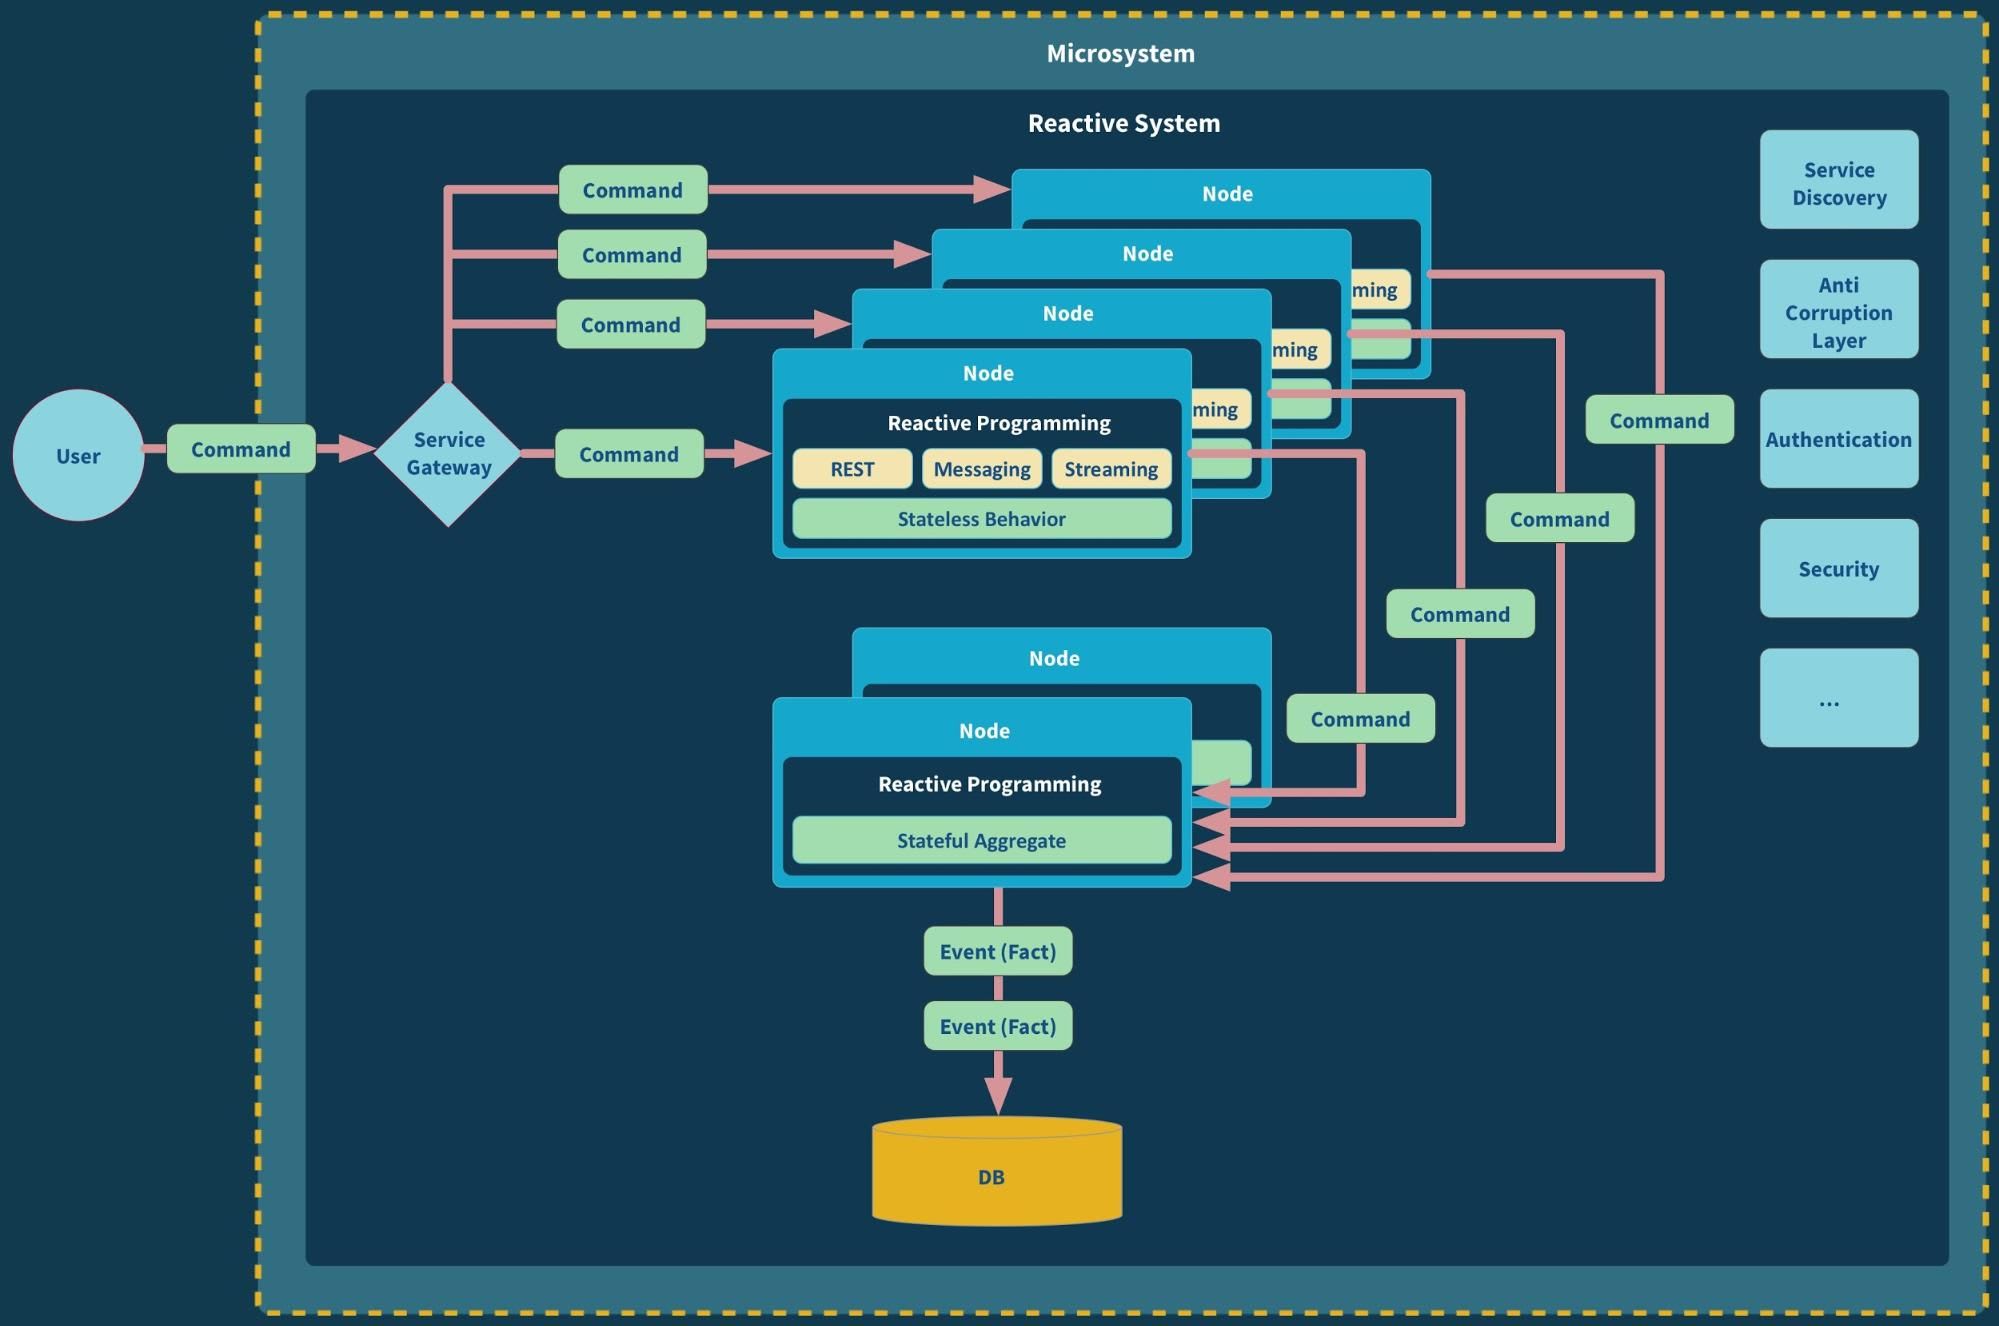 Microsystem
Reactive System
Command
Node
Command
Node
Command
Node
ming
ming
ming
User
Command
Service
Gateway
Command
Node
Reactive Programming
REST
Messaging
Streaming
Stateless Behavior
Command
Command
Command
Command
Node
Node
Reactive Programming
Stateful Aggregate
Event (Fact)
Event (Fact)
DB
Service
Discovery
Anti
Corruption
Layer
Authentication
Security
...